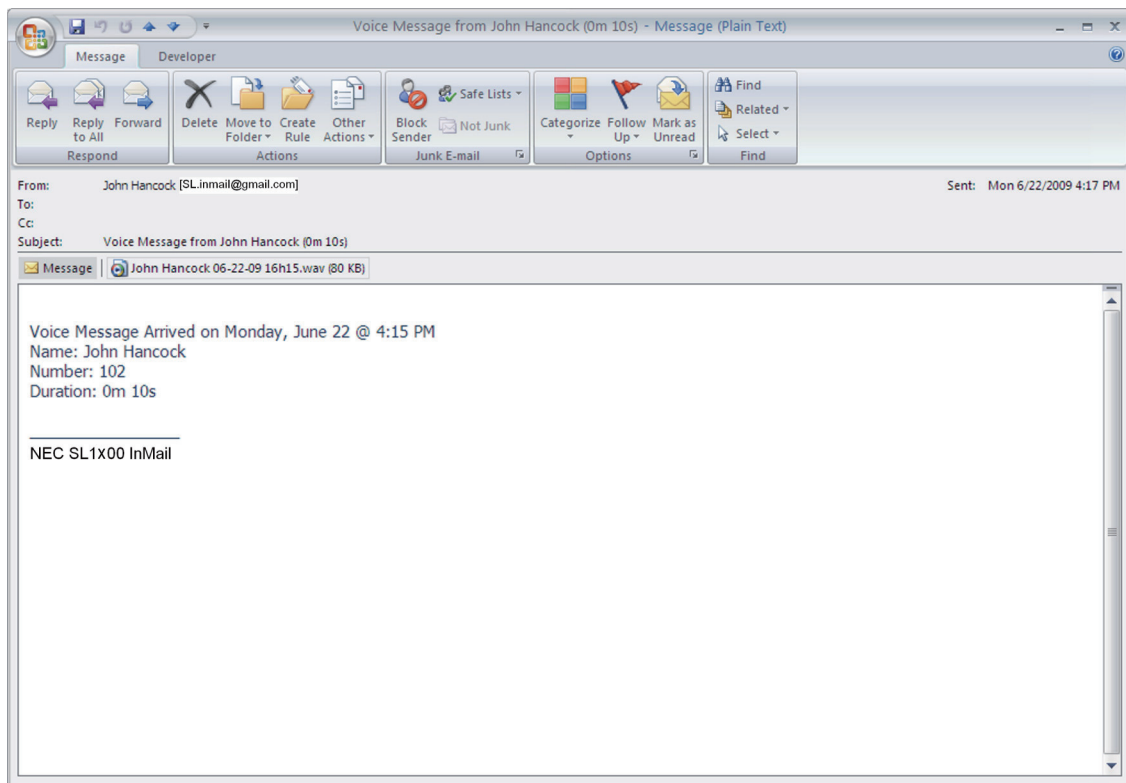 Voice Message from John Hancock (0m 10s) - Message (Plain Text)
Message Developer
Reply Reply to All Forward
Respond
Delete Move to Folder Create Rule Other Actions
Actions
Block Sender Safe Lists Not Junk
Junk E-mail
Categorize Follow Up Mark as Unread
Options
Find
Related
Select
Find
From: John Hancock [SL.inmail@gmail.com] Sent: Mon 6/22/2009 4:17 PM
To:
Cc:
Subject: Voice Message from John Hancock (0m 10s)
Message John Hancock 06-22-09 16h15.wav (80 KB)
Voice Message Arrived on Monday, June 22 @ 4:15 PM
Name: John Hancock
Number: 102
Duration: 0m 10s
NEC SL1X00 InMail